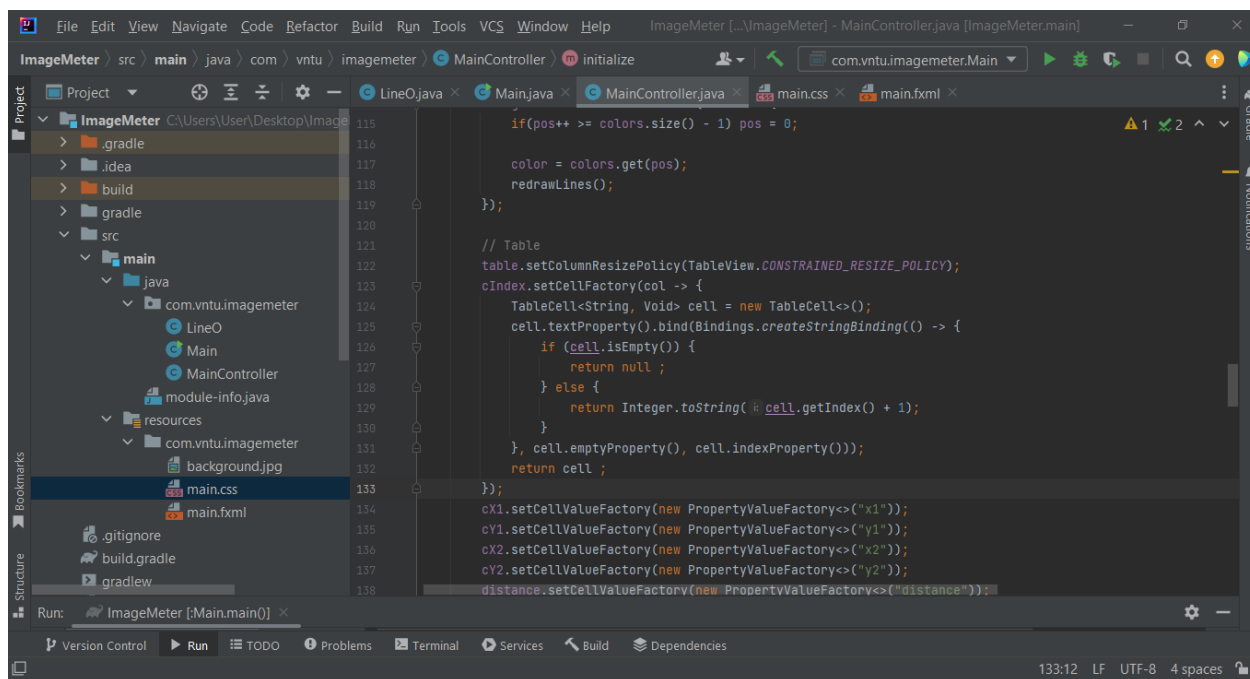 File Edit View Navigate Code Refactor Build Run Tools VCS Window Help ImageMeter [...\ImageMeter] - MainController.java [ImageMeter.main]
ImageMeter src main java com vntu imagemeter MainController initialize com.vntu.imagemeter.Main
Project LineO.java Main.java MainController.java main.css main.fxml
Project
ImageMeter C:\Users\User\Desktop\Image
.gradle
.idea
build
gradle
src
main
java
com.vntu.imagemeter
LineO
Main
MainController
module-info.java
resources
com.vntu.imagemeter
background.jpg
main.css
main.fxml
.gitignore
build.gradle
gradlew
Bookmarks
Structure
115 if(pos++ >= colors.size() - 1) pos = 0;
116
117 color = colors.get(pos);
118 redrawLines();
119 });
120
121 // Table
122 table.setColumnResizePolicy(TableView.CONSTRAINED_RESIZE_POLICY);
123 cIndex.setCellFactory(col -> {
124 TableCell<String, Void> cell = new TableCell<>();
125 cell.textProperty().bind(Bindings.createStringBinding(() -> {
126 if (cell.isEmpty()) {
127 return null ;
128 } else {
129 return Integer.toString( i: cell.getIndex() + 1);
130 }
131 }, cell.emptyProperty(), cell.indexProperty()));
132 return cell ;
133 });
134 cX1.setCellValueFactory(new PropertyValueFactory<>("x1"));
135 cY1.setCellValueFactory(new PropertyValueFactory<>("y1"));
136 cX2.setCellValueFactory(new PropertyValueFactory<>("x2"));
137 cY2.setCellValueFactory(new PropertyValueFactory<>("y2"));
138 distance.setCellValueFactory(new PropertyValueFactory<>("distance"));
1 2
Gradle
Notifications
Run: ImageMeter [:Main.main()]
Version Control Run TODO Problems Terminal Services Build Dependencies
133:12 LF UTF-8 4 spaces